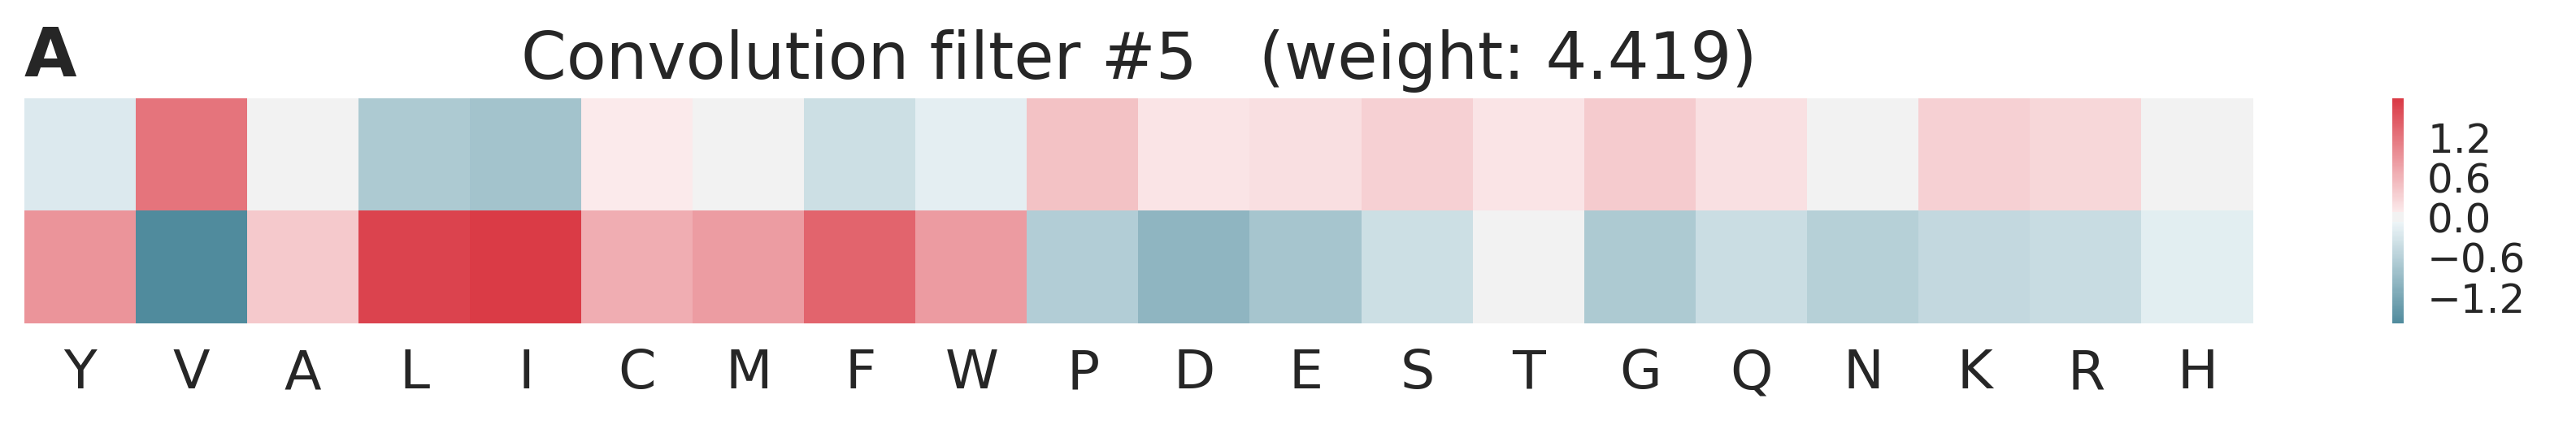 A
Convolution filter #5 (weight: 4.419)
1.2
0.6
0.0
−0.6
−1.2
Y V A L I C M F W P D E S T G Q N K R H